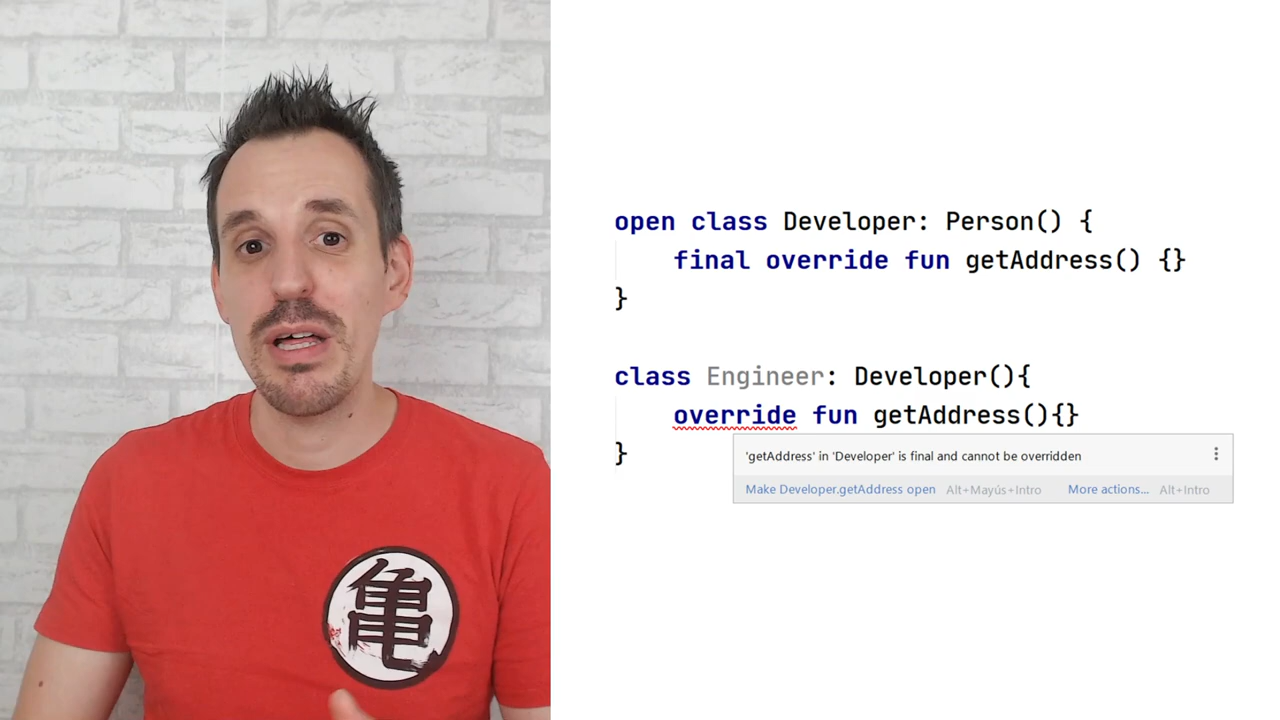 亀
open class Developer: Person() {
final override fun getAddress() {}
}
class Engineer: Developer(){
override fun getAddress(){}
}
'getAddress' in 'Developer' is final and cannot be overridden
Make Developer.getAddress open Alt+Mayús+Intro More actions... Alt+Intro